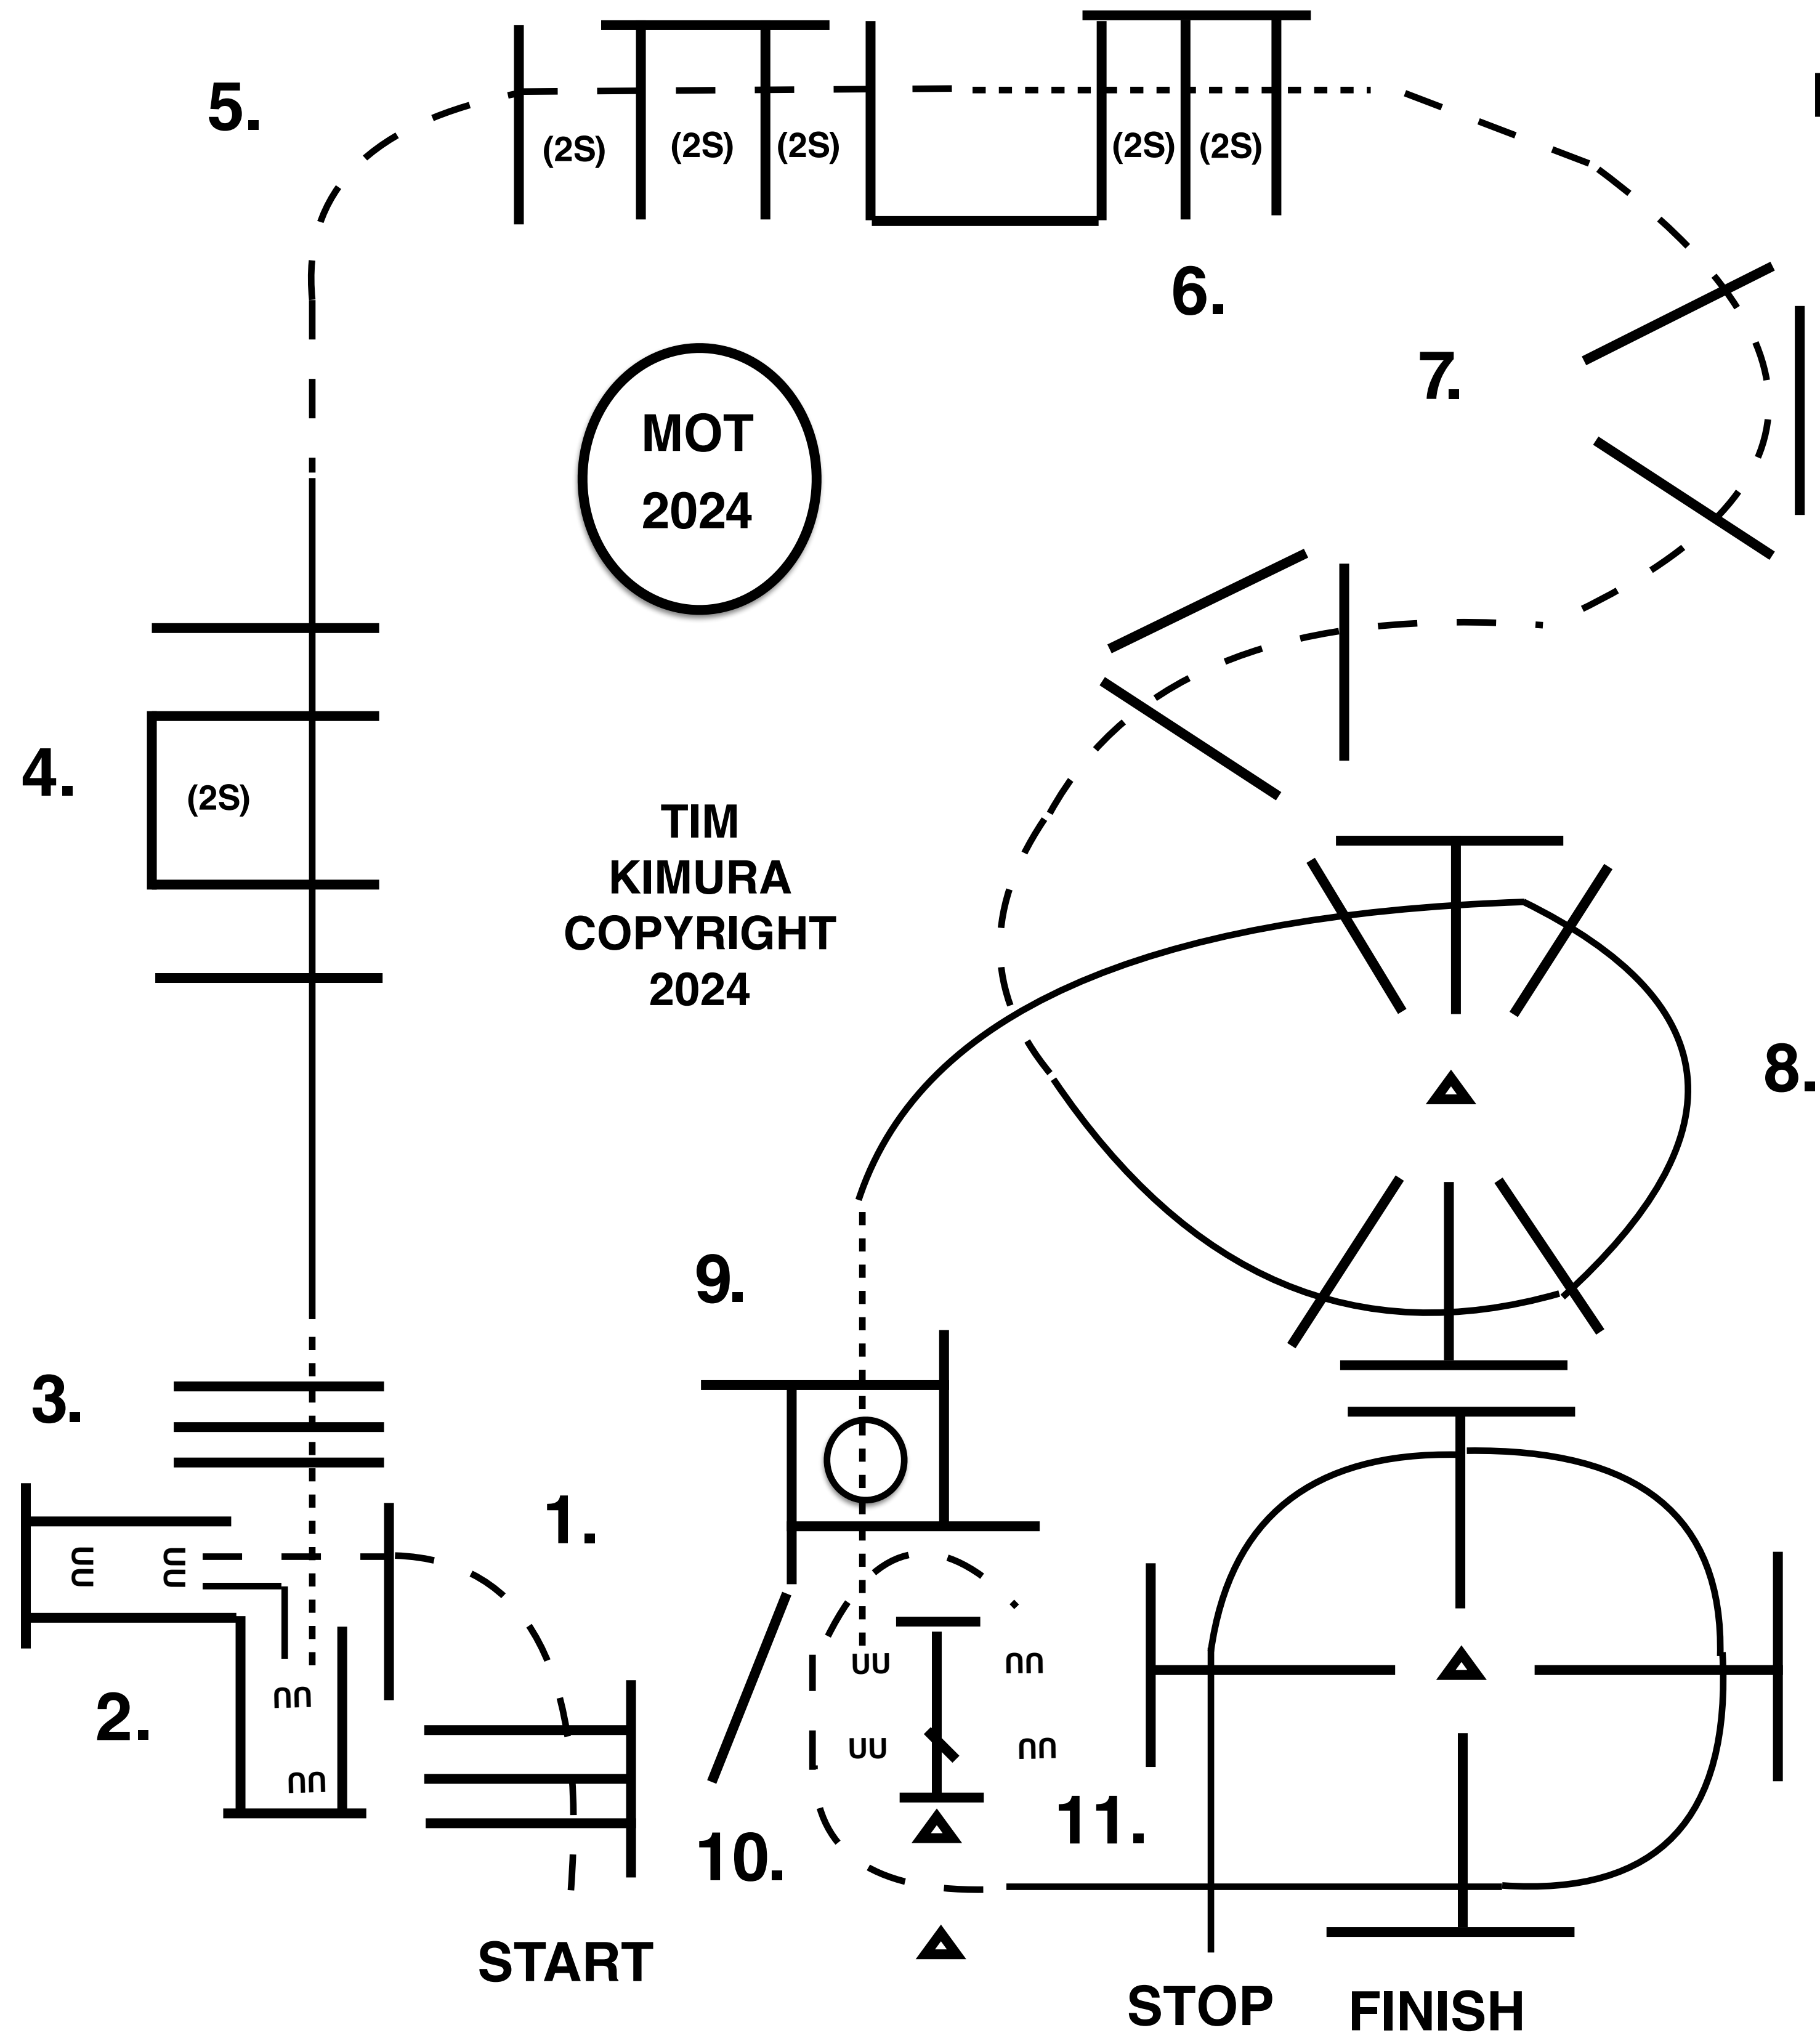 5.
(2S)
(2S)
(2S)
(2S)
(2S)
6.
7.
MOT
2024
4.
(2S)
TIM
KIMURA
COPYRIGHT
2024
8.
9.
3.
1.
2.
10.
11.
START
STOP
FINISH